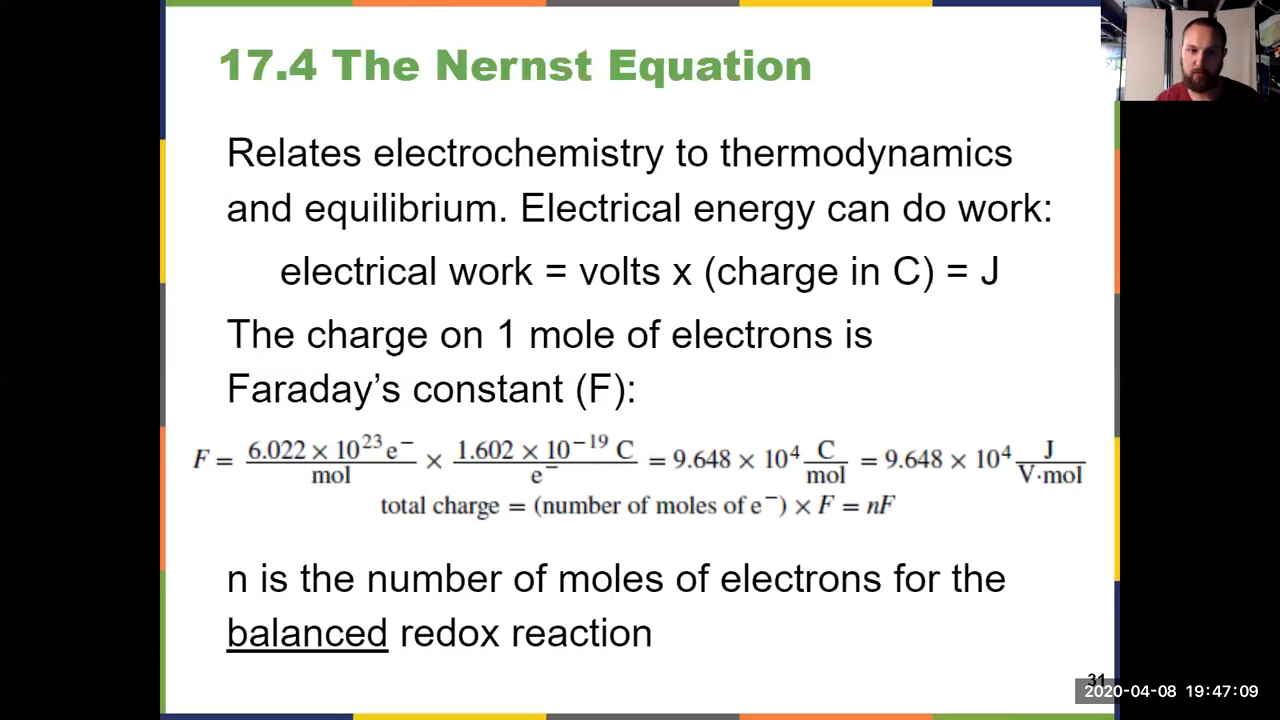 17.4 The Nernst Equation
Relates electrochemistry to thermodynamics
and equilibrium. Electrical energy can do work:
electrical work = volts x (charge in C) = J
The charge on 1 mole of electrons is
Faraday’s constant (F):
F = 6.022 × 10²³ e⁻ / mol × 1.602 × 10⁻¹⁹ C / e⁻ = 9.648 × 10⁴ C / mol = 9.648 × 10⁴ J / V·mol
total charge = (number of moles of e⁻) × F = nF
n is the number of moles of electrons for the
balanced redox reaction
31
2020-04-08 19:47:09